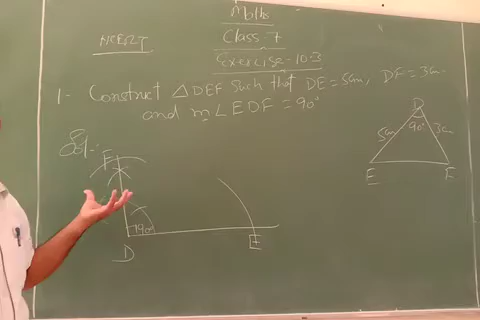 Maths
NCERT
Class-7
Exercise-10.3
1- Construct △DEF such that DE=5cm, DF=3cm
and m∠EDF=90°
D
5cm 90° 3cm
E F
Sol:-
F
90°
D E